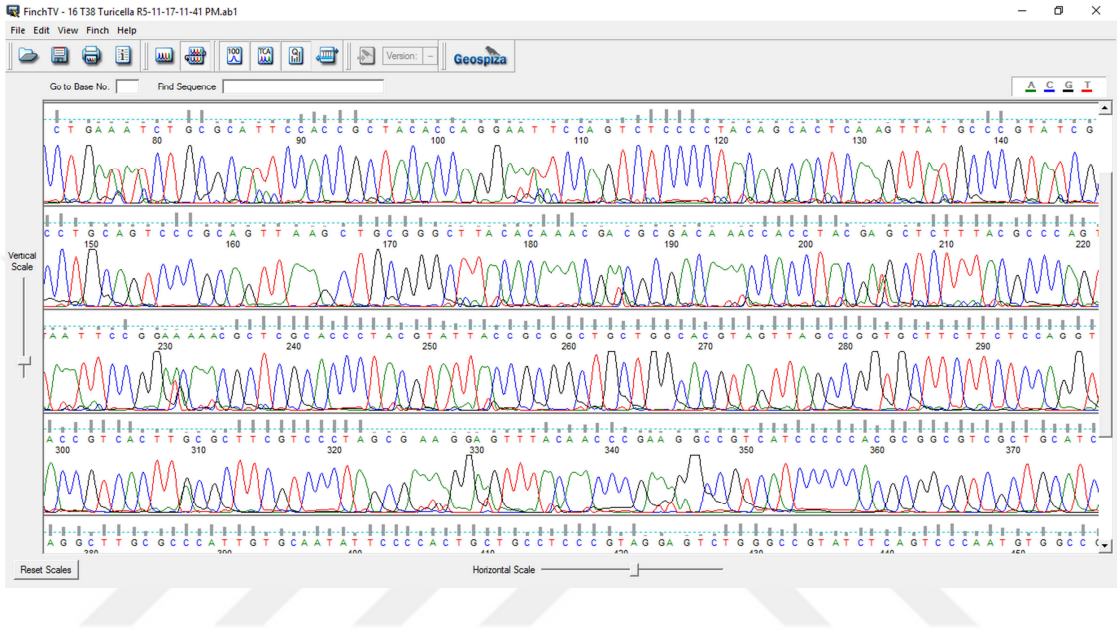 FinchTV - 16 T38 Turicella R5-11-17-11-41 PM.ab1
File Edit View Finch Help
100 TCA Version: Geospiza
Go to Base No. Find Sequence A C G T
C T G A A A T C T G C G C A T T C C A C C G C T A C A C C A G G A A T T C C A G T C T C C C C T A C A G C A C T C A A G T T A T G C C C G T A T C G
80 90 100 110 120 130 140
C C T G C A G T C C C G C A G T T A A G C T G C G G G C T T A C A C A A A C G A C G C G A C A A A C C A C C T A C G A G C T C T T T A C G C C C A G T
150 160 170 180 190 200 210 220
Vertical
Scale
A A T T C C G G A A A A A C G C T C G C A C C C T A C G T A T T A C C G C G G C T G C T G G C A C G T A G T T A G C C G G T G C T T C T T C T C C A G G T
230 240 250 260 270 280 290
A C C G T C A C T T G C G C T T C G T C C C T A G C G A A G G A G T T T A C A A C C C G A A G G C C G T C A T C C C C C A C G C G G C G T C G C T G C A T C
300 310 320 330 340 350 360 370
A G G C T T G C G C C C A T T G T G C A A T A T T C C C C A C T G C T G C C T C C C G T A G G A G T C T G G G C C G T A T C T C A G T C C C A A T G T G G C C
Reset Scales Horizontal Scale